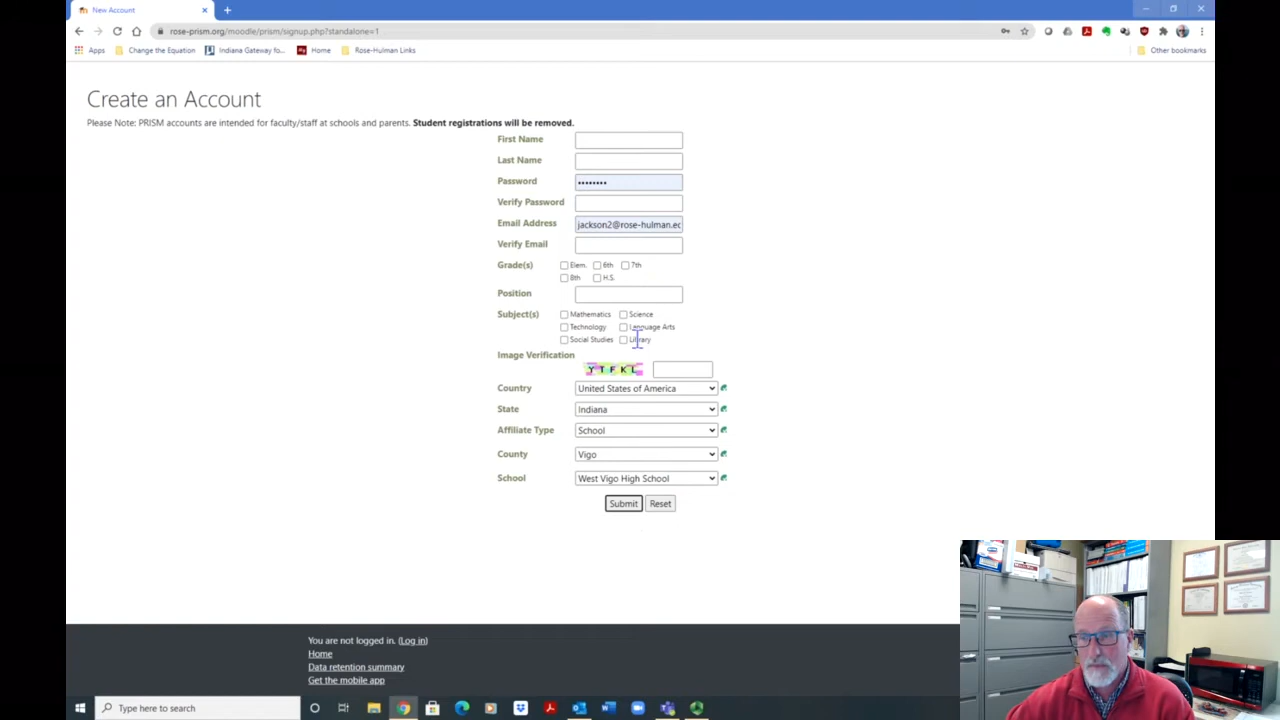 New Account
rose-prism.org/moodle/prism/signup.php?standalone=1
Apps Change the Equation Indiana Gateway fo... Home Rose-Hulman Links Other bookmarks
Create an Account
Please Note: PRISM accounts are intended for faculty/staff at schools and parents. Student registrations will be removed.
First Name
Last Name
Password ••••••••
Verify Password
Email Address jackson2@rose-hulman.ec
Verify Email
Grade(s) Elem. 6th 7th
8th H.S.
Position
Subject(s) Mathematics Science
Technology Language Arts
Social Studies Library
Image Verification
Y T F K L
Country United States of America
State Indiana
Affiliate Type School
County Vigo
School West Vigo High School
Submit Reset
You are not logged in. (Log in)
Home
Data retention summary
Get the mobile app
Type here to search